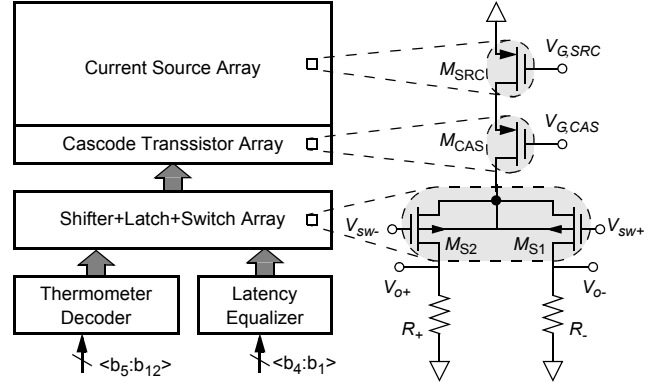 Current Source Array
Cascode Transsistor Array
Shifter+Latch+Switch Array
Thermometer
Decoder
Latency
Equalizer
<b5:b12>
<b4:b1>
VG,SRC
MSRC
VG,CAS
MCAS
Vsw-
MS2
MS1
Vsw+
Vo+
Vo-
R+
R-